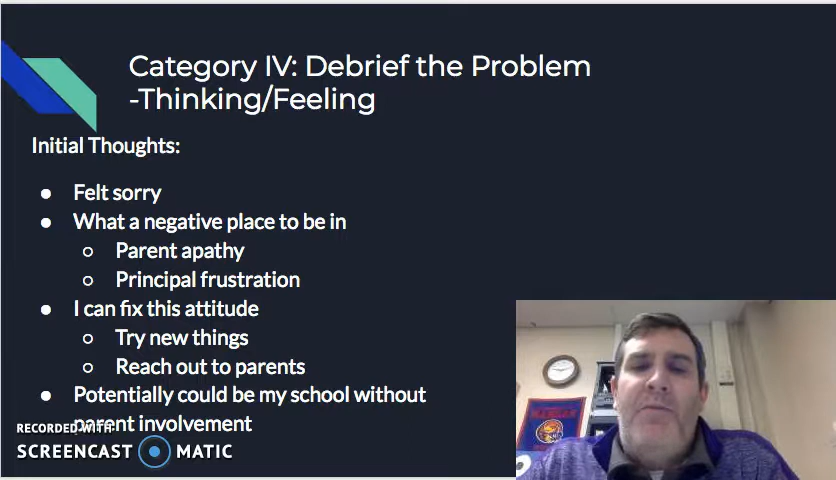 Category IV: Debrief the Problem
-Thinking/Feeling
Initial Thoughts:
● Felt sorry
● What a negative place to be in
○ Parent apathy
○ Principal frustration
● I can fix this attitude
○ Try new things
○ Reach out to parents
● Potentially could be my school without
parent involvement
RECORDED WITH
SCREENCAST MATIC